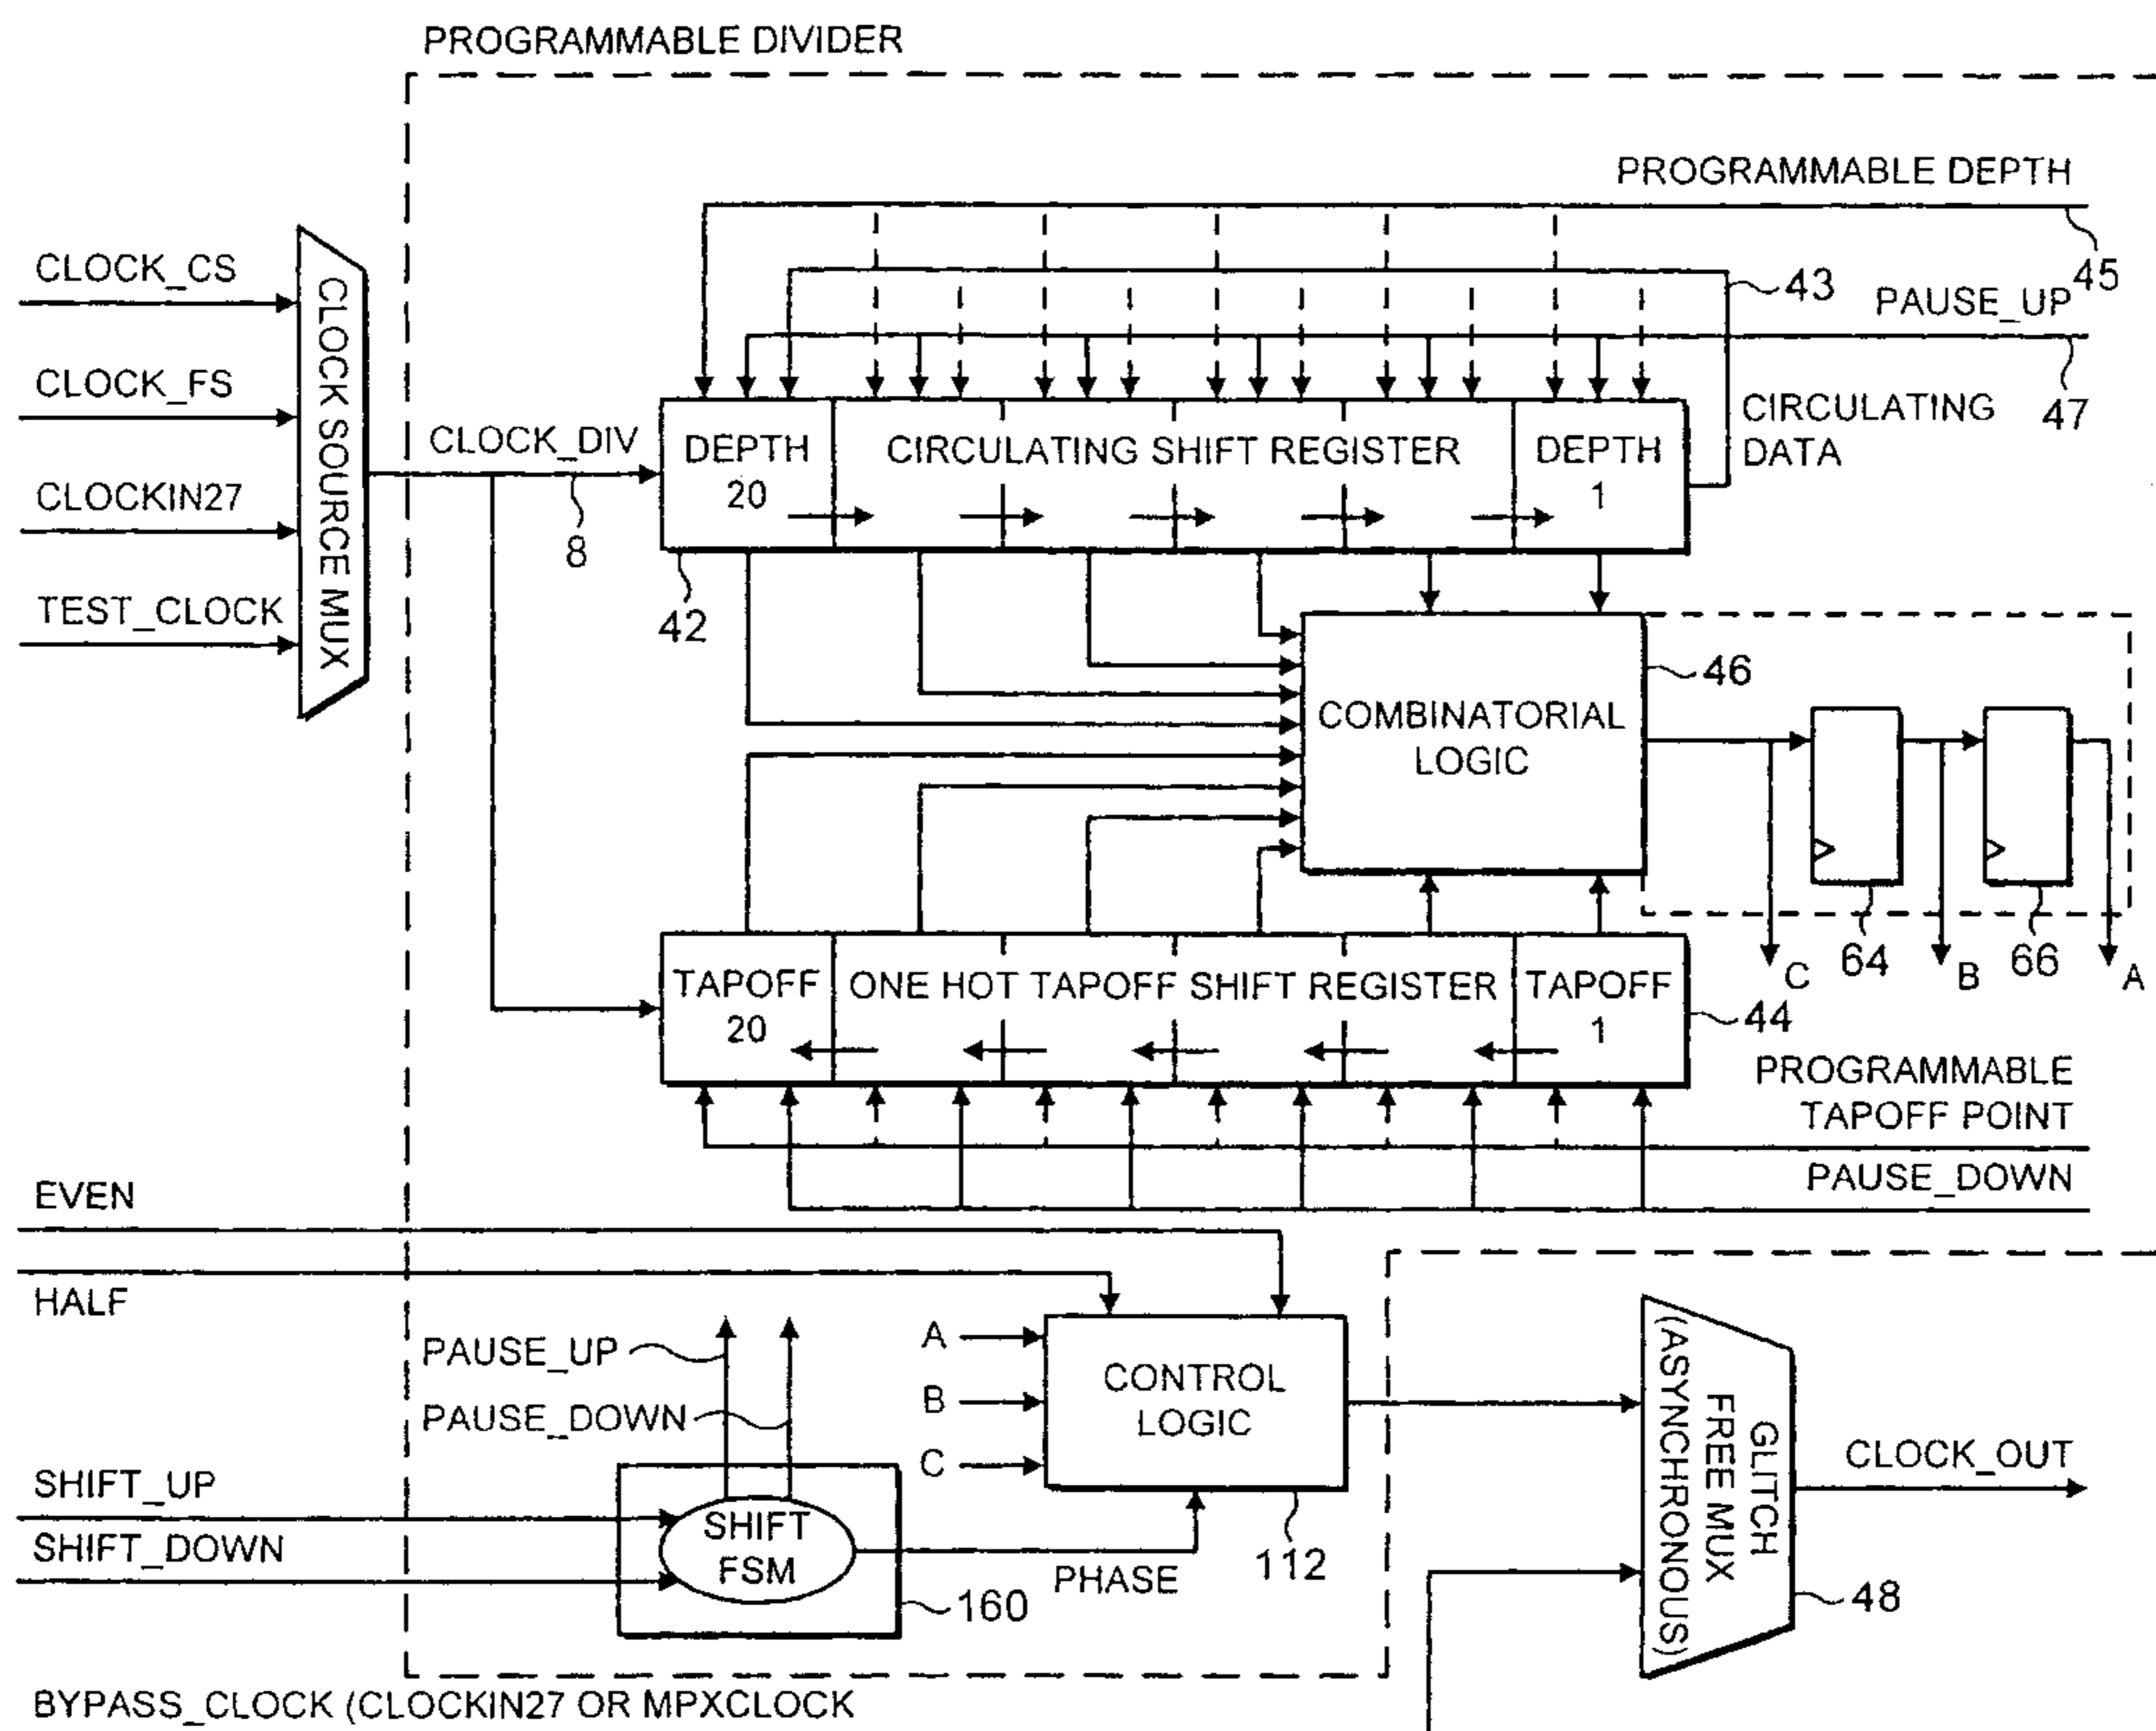 PROGRAMMABLE DIVIDER
PROGRAMMABLE DEPTH
45
CLOCK_CS
CLOCK_FS
CLOCKIN27
TEST_CLOCK
CLOCK SOURCE MUX
CLOCK_DIV
8
43
PAUSE_UP
47
CIRCULATING
DATA
DEPTH
20
CIRCULATING SHIFT REGISTER
DEPTH
1
42
COMBINATORIAL
LOGIC
46
64
66
C
B
A
TAPOFF
20
ONE HOT TAPOFF SHIFT REGISTER
TAPOFF
1
44
PROGRAMMABLE
TAPOFF POINT
PAUSE_DOWN
EVEN
HALF
PAUSE_UP
PAUSE_DOWN
A
B
C
CONTROL
LOGIC
112
SHIFT_UP
SHIFT_DOWN
SHIFT
FSM
160
PHASE
GLITCH
FREE MUX
(ASYNCHRONOUS)
CLOCK_OUT
48
BYPASS_CLOCK (CLOCKIN27 OR MPXCLOCK